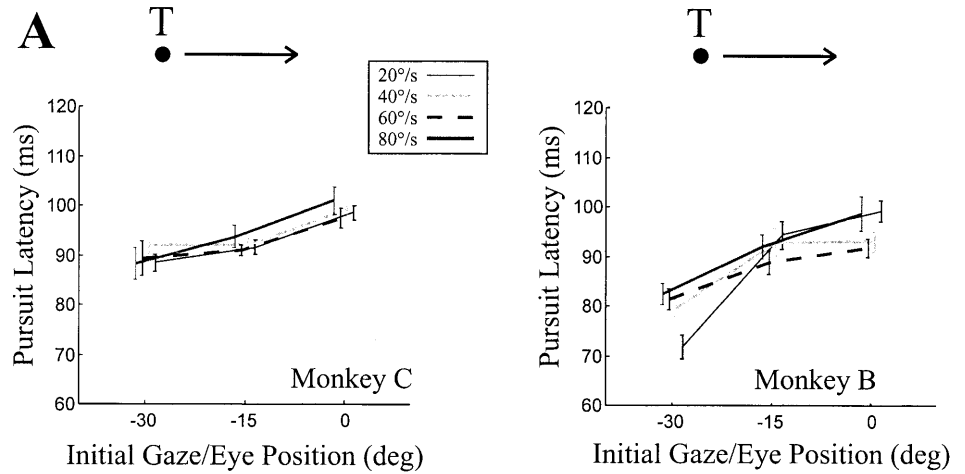 A
T
T
20°/s
40°/s
60°/s
80°/s
Pursuit Latency (ms)
120
110
100
90
80
70
60
-30
-15
0
Monkey C
Initial Gaze/Eye Position (deg)
Pursuit Latency (ms)
120
110
100
90
80
70
60
-30
-15
0
Monkey B
Initial Gaze/Eye Position (deg)